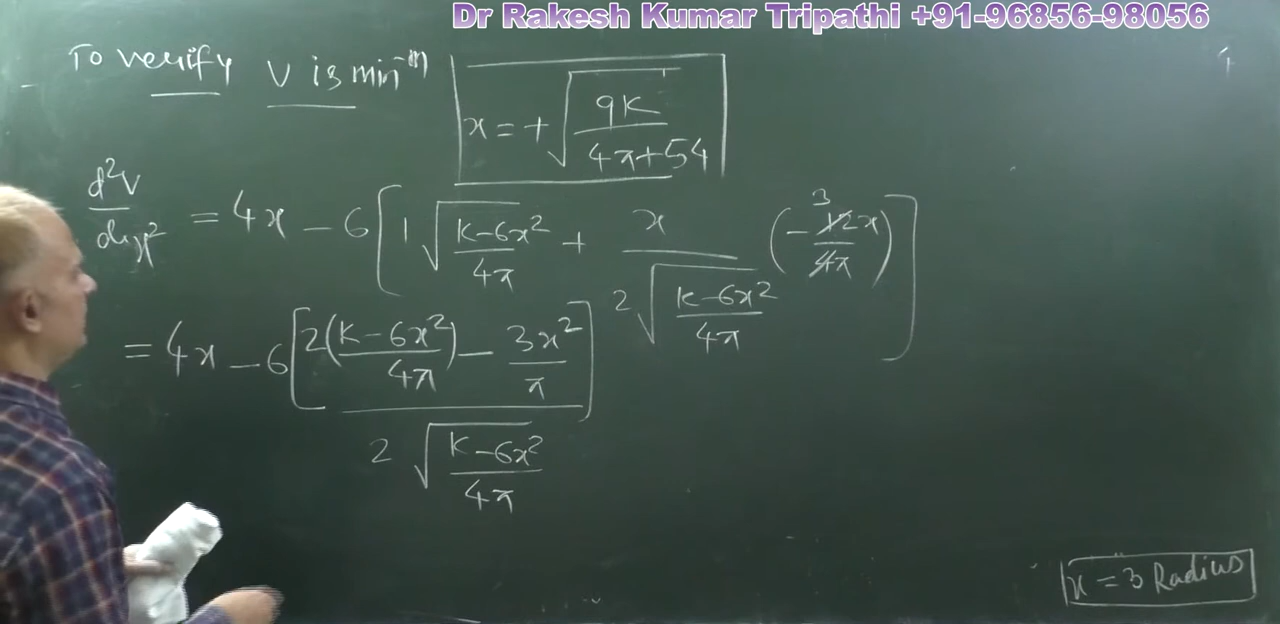 Dr Rakesh Kumar Tripathi +91-96856-98056
To verify V is minᵐ x = + √(9K / (4π+54))
d²V/dx² = 4x - 6 [ 1 √((K-6x²)/4π) + x / (2 √((K-6x²)/4π)) (- 12x/4π) ] 3
= 4x - 6 [ 2((K-6x²)/4π) - 3x²/π ] / (2 √((K-6x²)/4π))
x = 3 Radius